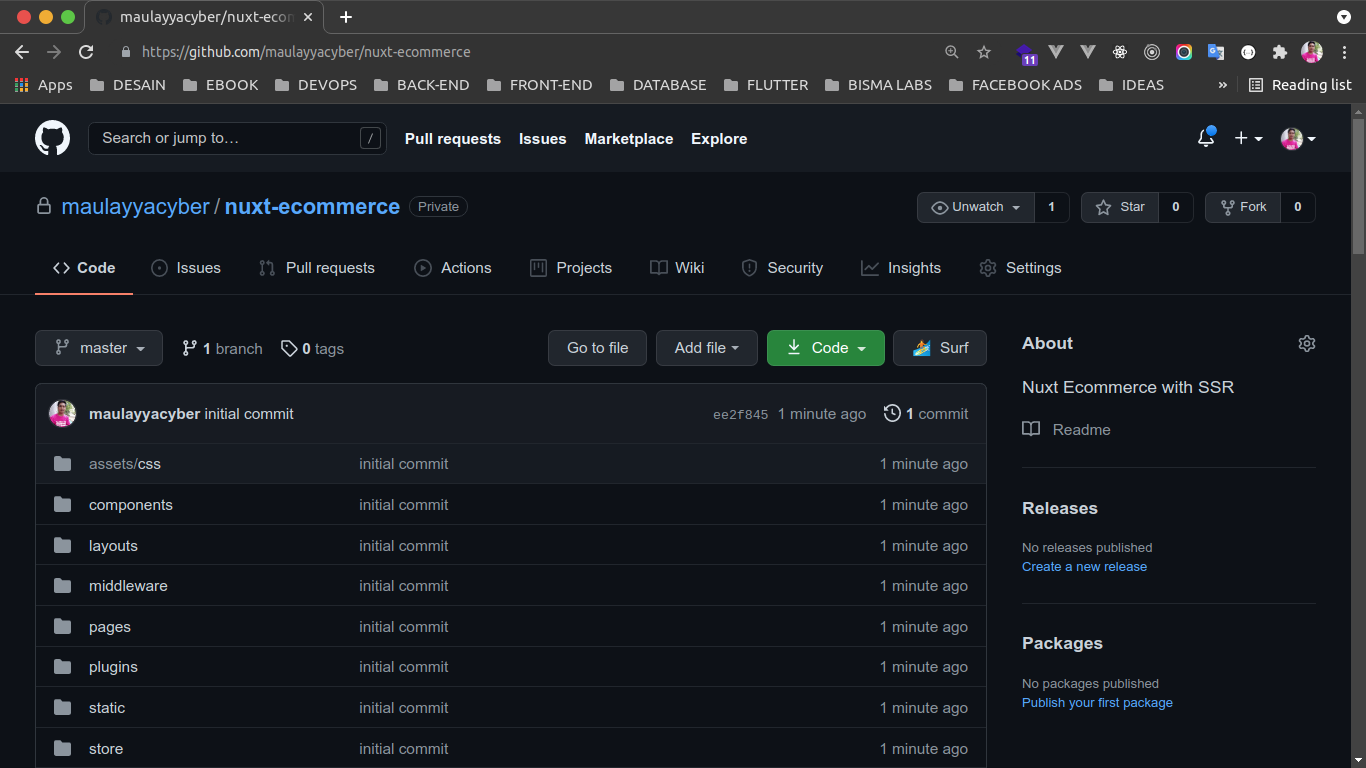 maulayyacyber/nuxt-econ
https://github.com/maulayyacyber/nuxt-ecommerce
11
Apps DESAIN EBOOK DEVOPS BACK-END FRONT-END DATABASE FLUTTER BISMA LABS FACEBOOK ADS IDEAS » Reading list
Search or jump to… / Pull requests Issues Marketplace Explore
maulayyacyber / nuxt-ecommerce Private Unwatch 1 Star 0 Fork 0
Code Issues Pull requests Actions Projects Wiki Security Insights Settings
master 1 branch 0 tags Go to file Add file Code Surf
maulayyacyber initial commit ee2f845 1 minute ago 1 commit
assets/css initial commit 1 minute ago
components initial commit 1 minute ago
layouts initial commit 1 minute ago
middleware initial commit 1 minute ago
pages initial commit 1 minute ago
plugins initial commit 1 minute ago
static initial commit 1 minute ago
store initial commit 1 minute ago
About
Nuxt Ecommerce with SSR
Readme
Releases
No releases published
Create a new release
Packages
No packages published
Publish your first package